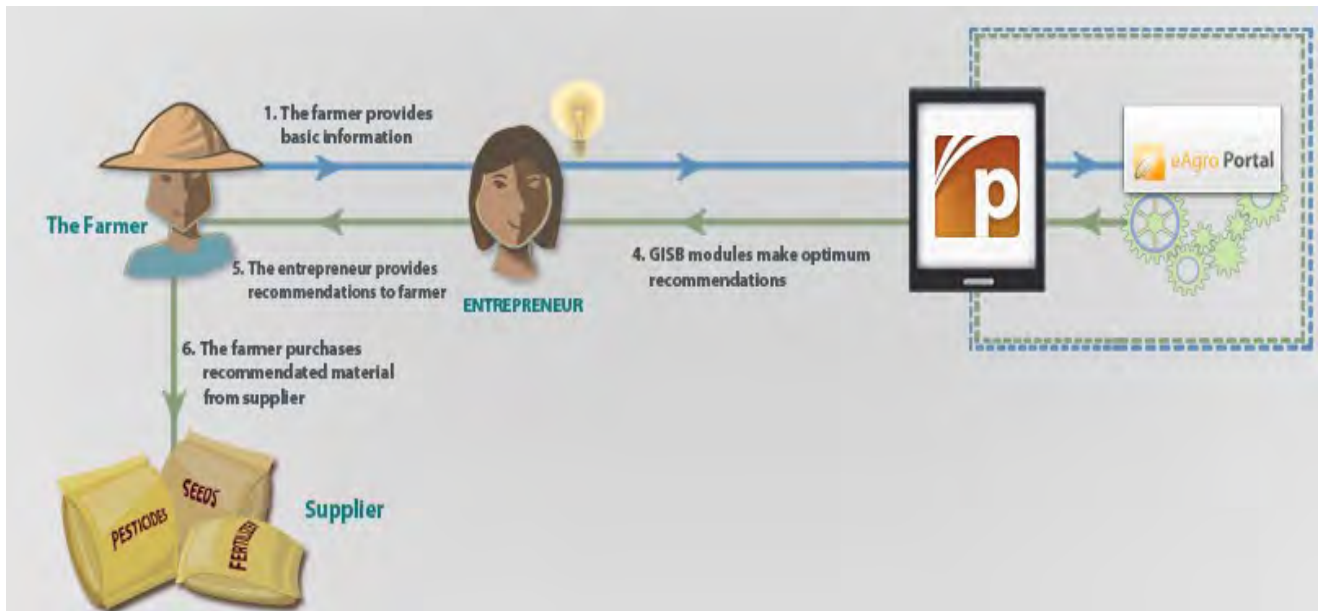 1. The farmer provides
basic information
p
eAgro Portal
The Farmer
4. GISB modules make optimum
recommendations
5. The entrepreneur provides
recommendations to farmer
ENTREPRENEUR
6. The farmer purchases
recommendated material
from supplier
SEEDS
PESTICIDES
FERTILIZER
Supplier